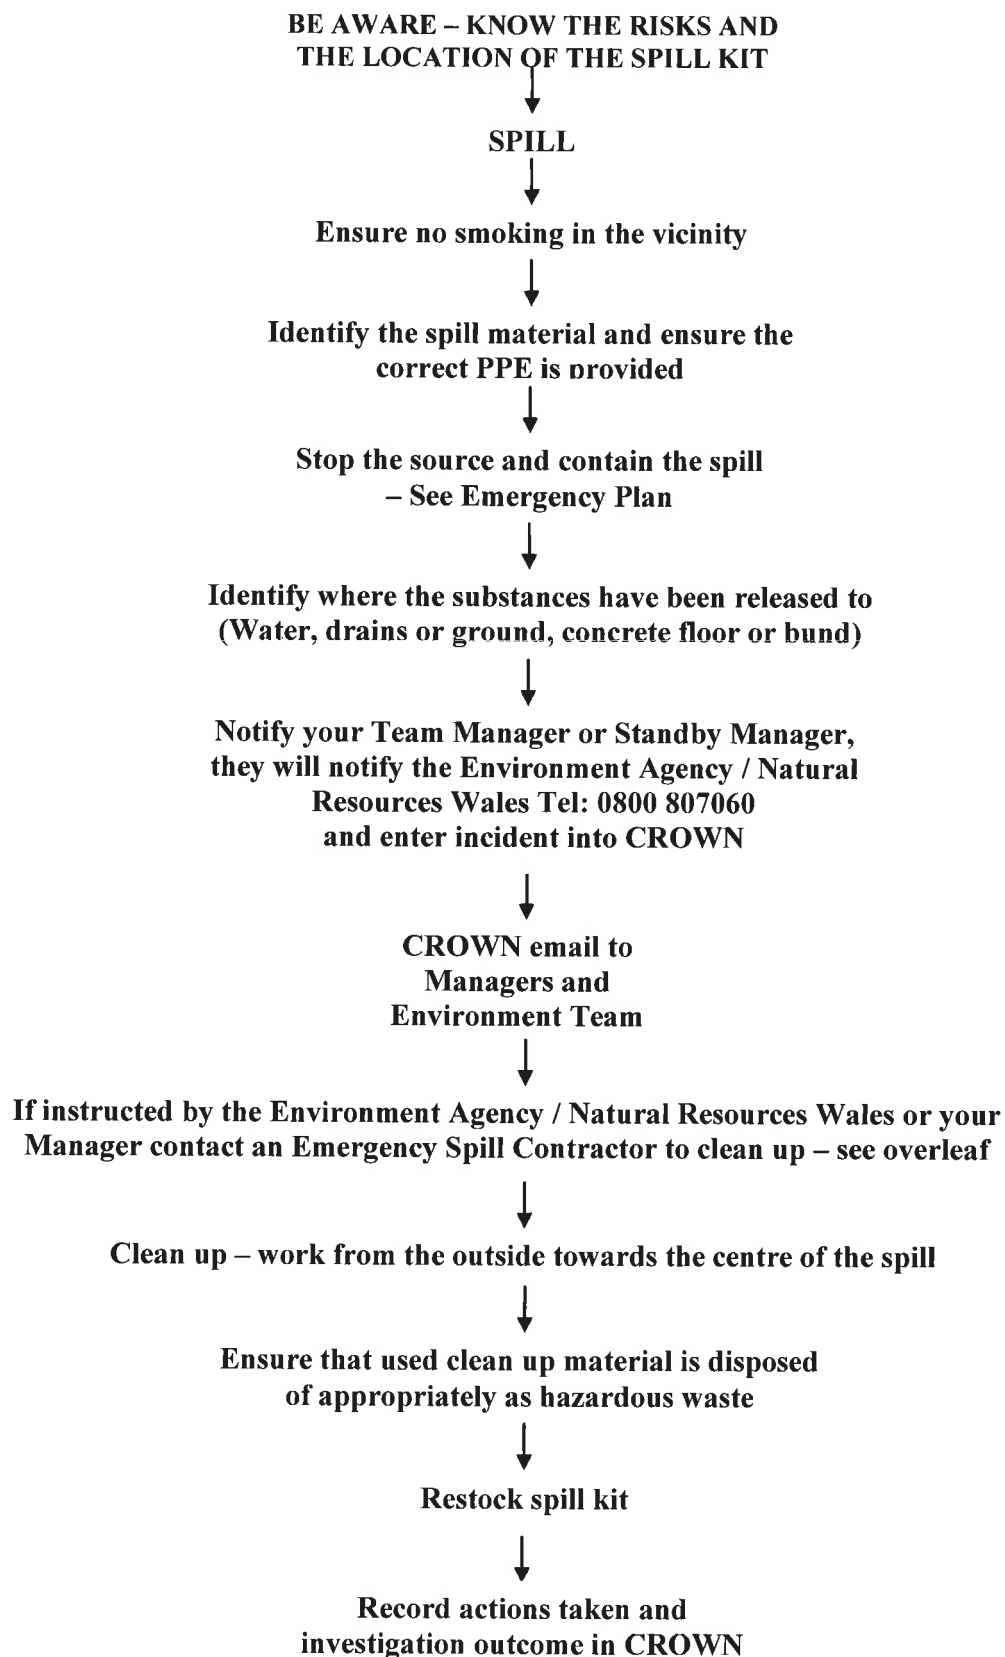 BE AWARE – KNOW THE RISKS AND
THE LOCATION OF THE SPILL KIT
SPILL
Ensure no smoking in the vicinity
Identify the spill material and ensure the
correct PPE is provided
Stop the source and contain the spill
– See Emergency Plan
Identify where the substances have been released to
(Water, drains or ground, concrete floor or bund)
Notify your Team Manager or Standby Manager,
they will notify the Environment Agency / Natural
Resources Wales Tel: 0800 807060
and enter incident into CROWN
CROWN email to
Managers and
Environment Team
If instructed by the Environment Agency / Natural Resources Wales or your
Manager contact an Emergency Spill Contractor to clean up – see overleaf
Clean up – work from the outside towards the centre of the spill
Ensure that used clean up material is disposed
of appropriately as hazardous waste
Restock spill kit
Record actions taken and
investigation outcome in CROWN